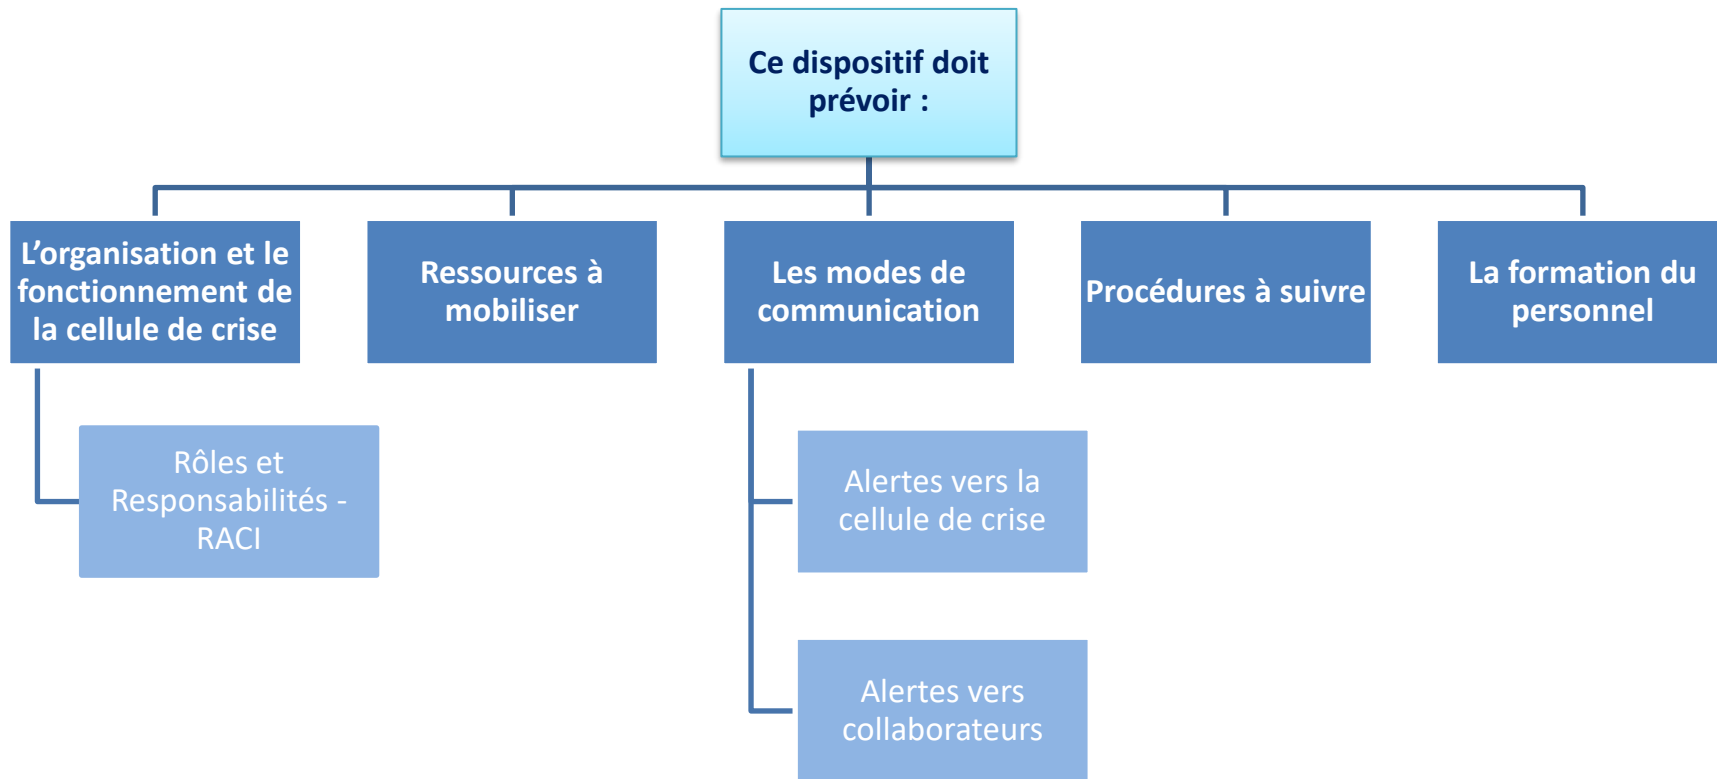 Ce dispositif doit
prévoir :
L’organisation et le
fonctionnement de
la cellule de crise
Ressources à
mobiliser
Les modes de
communication
Procédures à suivre
La formation du
personnel
Rôles et
Responsabilités -
RACI
Alertes vers la
cellule de crise
Alertes vers
collaborateurs